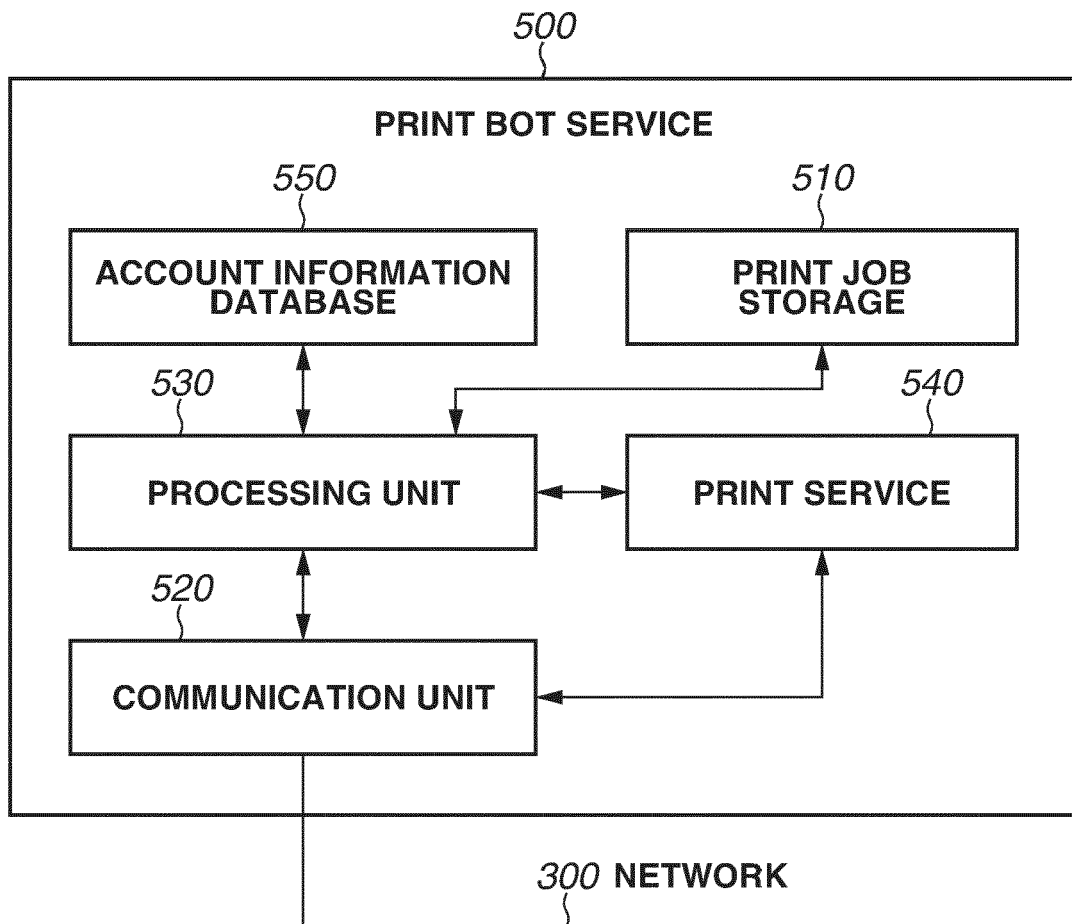 500
PRINT BOT SERVICE
550
510
ACCOUNT INFORMATION
DATABASE
PRINT JOB
STORAGE
530
540
PROCESSING UNIT
PRINT SERVICE
520
COMMUNICATION UNIT
300 NETWORK